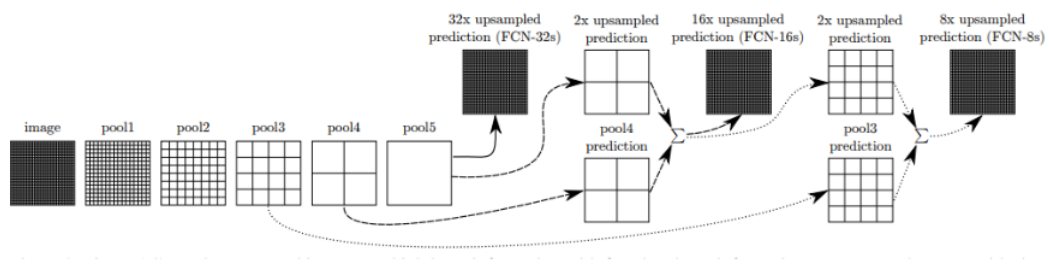 32x upsampled
prediction (FCN-32s)
2x upsampled
prediction
16x upsampled
prediction (FCN-16s)
2x upsampled
prediction
8x upsampled
prediction (FCN-8s)
image
pool1
pool2
pool3
pool4
pool5
pool4
prediction
Σ
pool3
prediction
Σ